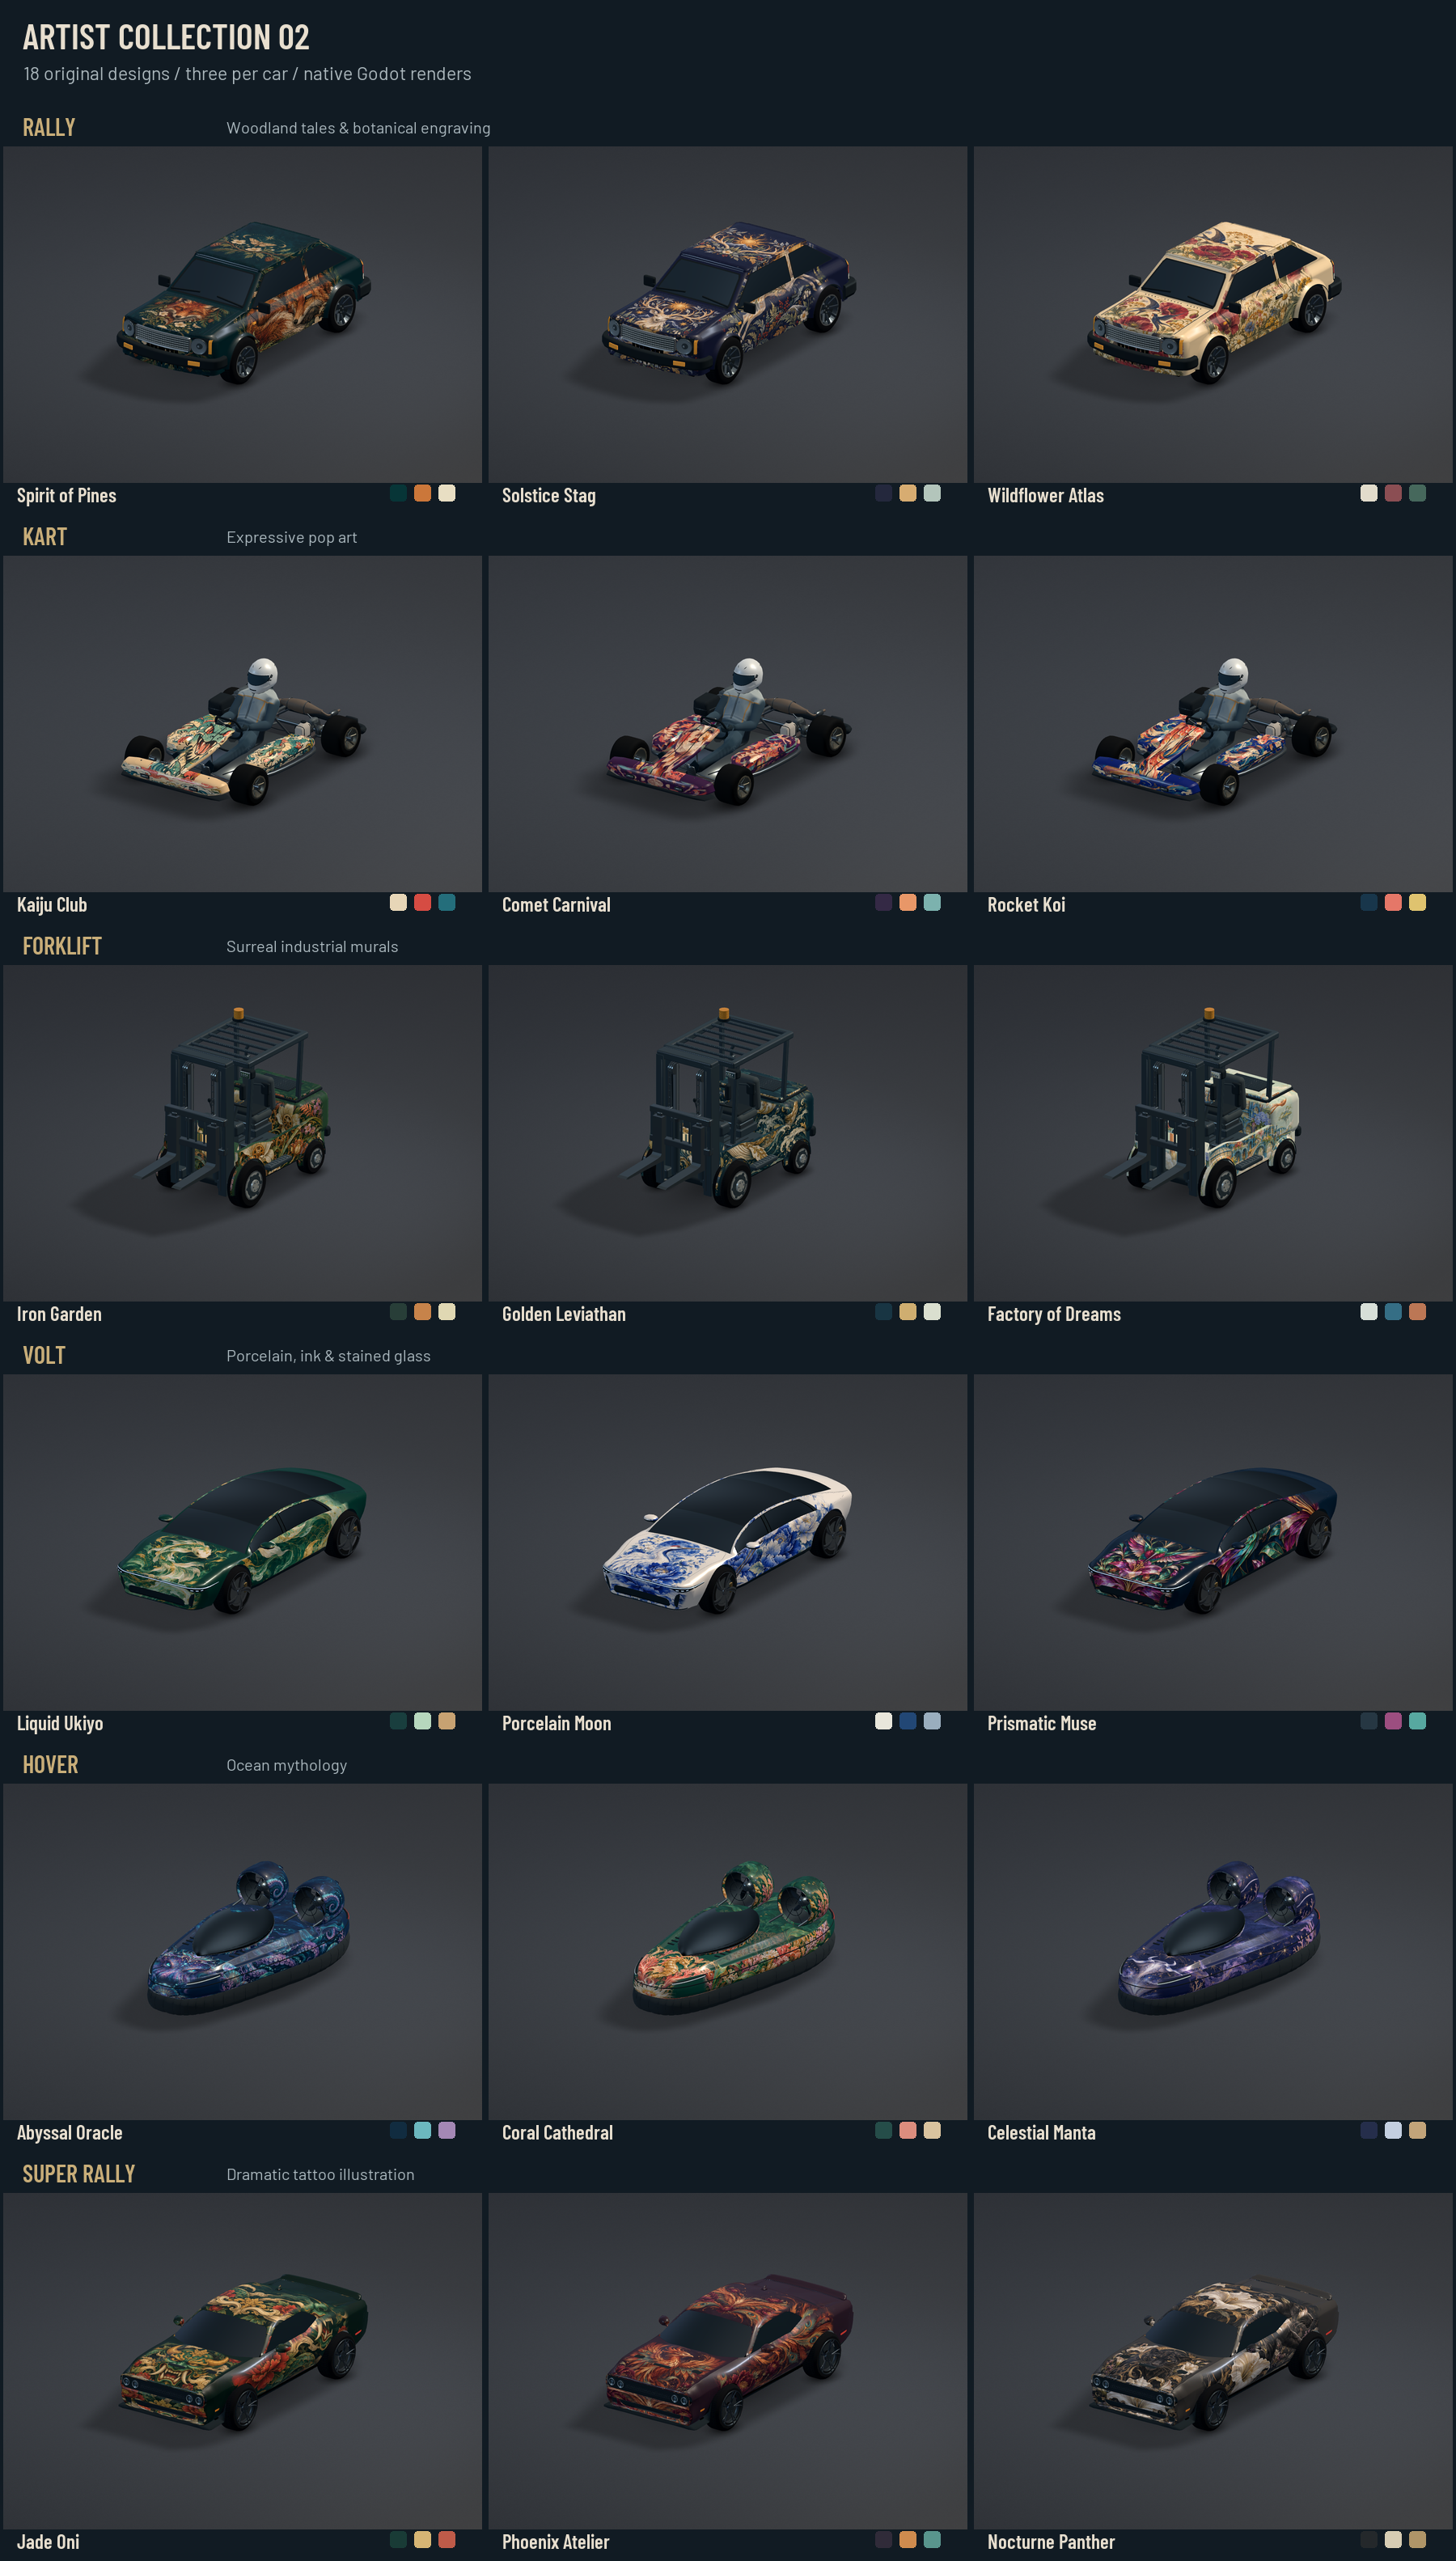 ARTIST COLLECTION 02
18 original designs / three per car / native Godot renders
RALLY Woodland tales & botanical engraving
Spirit of Pines Solstice Stag Wildflower Atlas
KART Expressive pop art
Kaiju Club Comet Carnival Rocket Koi
FORKLIFT Surreal industrial murals
Iron Garden Golden Leviathan Factory of Dreams
VOLT Porcelain, ink & stained glass
Liquid Ukiyo Porcelain Moon Prismatic Muse
HOVER Ocean mythology
Abyssal Oracle Coral Cathedral Celestial Manta
SUPER RALLY Dramatic tattoo illustration
Jade Oni Phoenix Atelier Nocturne Panther